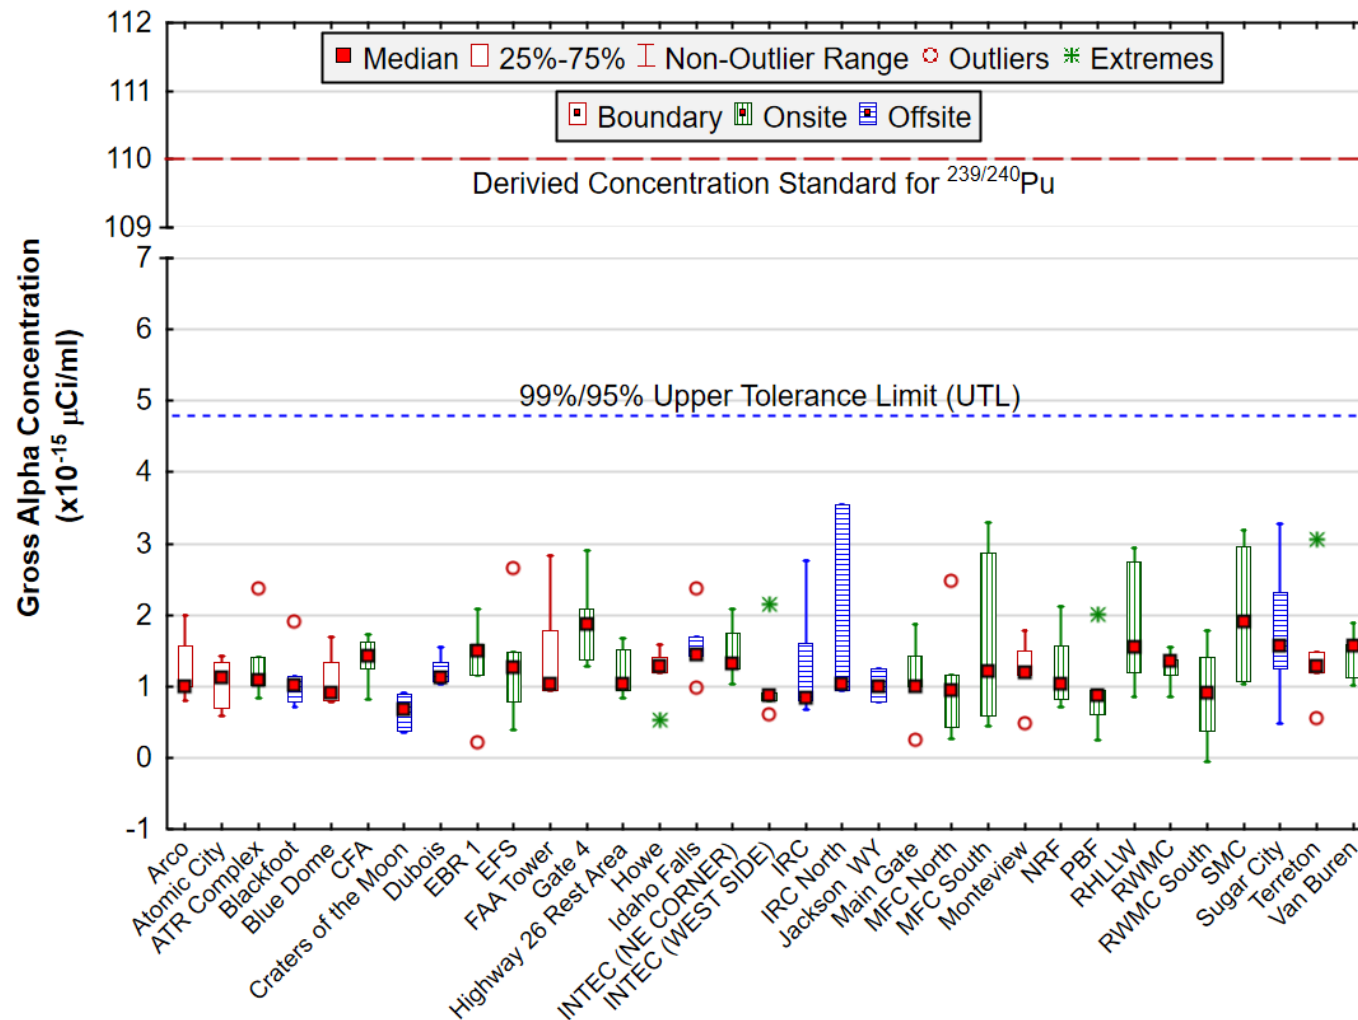 112
Median 25%-75% Non-Outlier Range Outliers Extremes
111
Boundary Onsite Offsite
110
Derivied Concentration Standard for 239/240Pu
109
Gross Alpha Concentration
(x10-15 μCi/ml)
7
6
99%/95% Upper Tolerance Limit (UTL)
5
4
3
2
1
0
-1
Arco
Atomic City
ATR Complex
Blackfoot
Blue Dome
CFA
Craters of the Moon
Dubois
EBR 1
EFS
FAA Tower
Gate 4
Highway 26 Rest Area
Howe
Idaho Falls
INTEC (NE CORNER)
INTEC (WEST SIDE)
IRC
IRC North
Jackson WY
Main Gate
MFC North
MFC South
Monteview
NRF
PBF
RHLLW
RWMC
RWMC South
SMC
Sugar City
Terreton
Van Buren